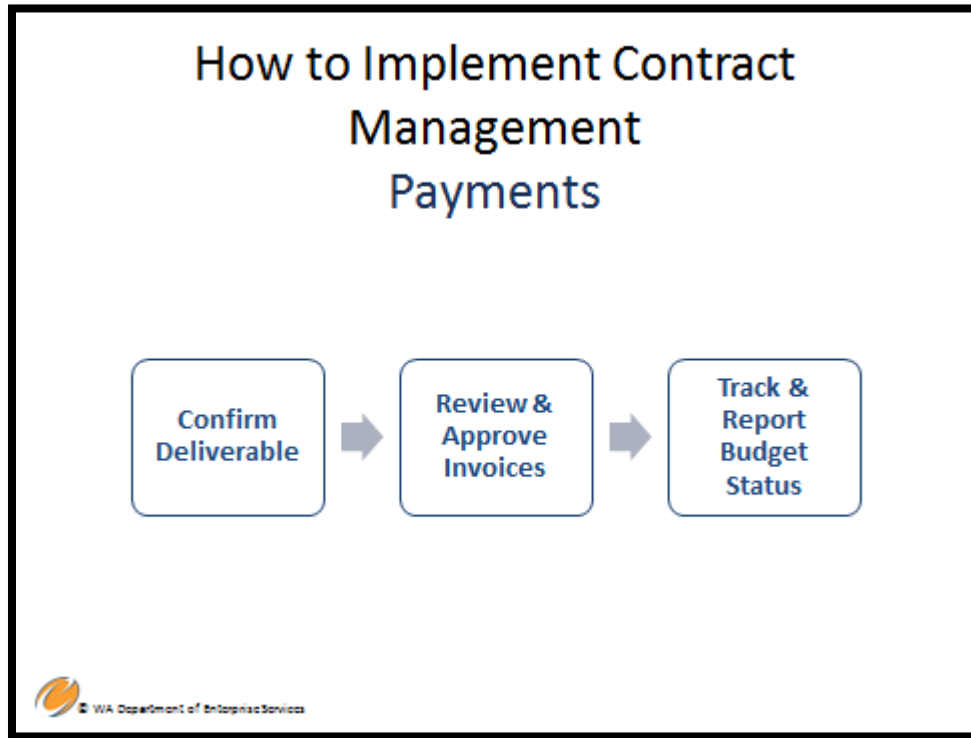 How to Implement Contract
Management
Payments
Confirm
Deliverable
Review &
Approve
Invoices
Track &
Report
Budget
Status
© WA Department of Enterprise Services